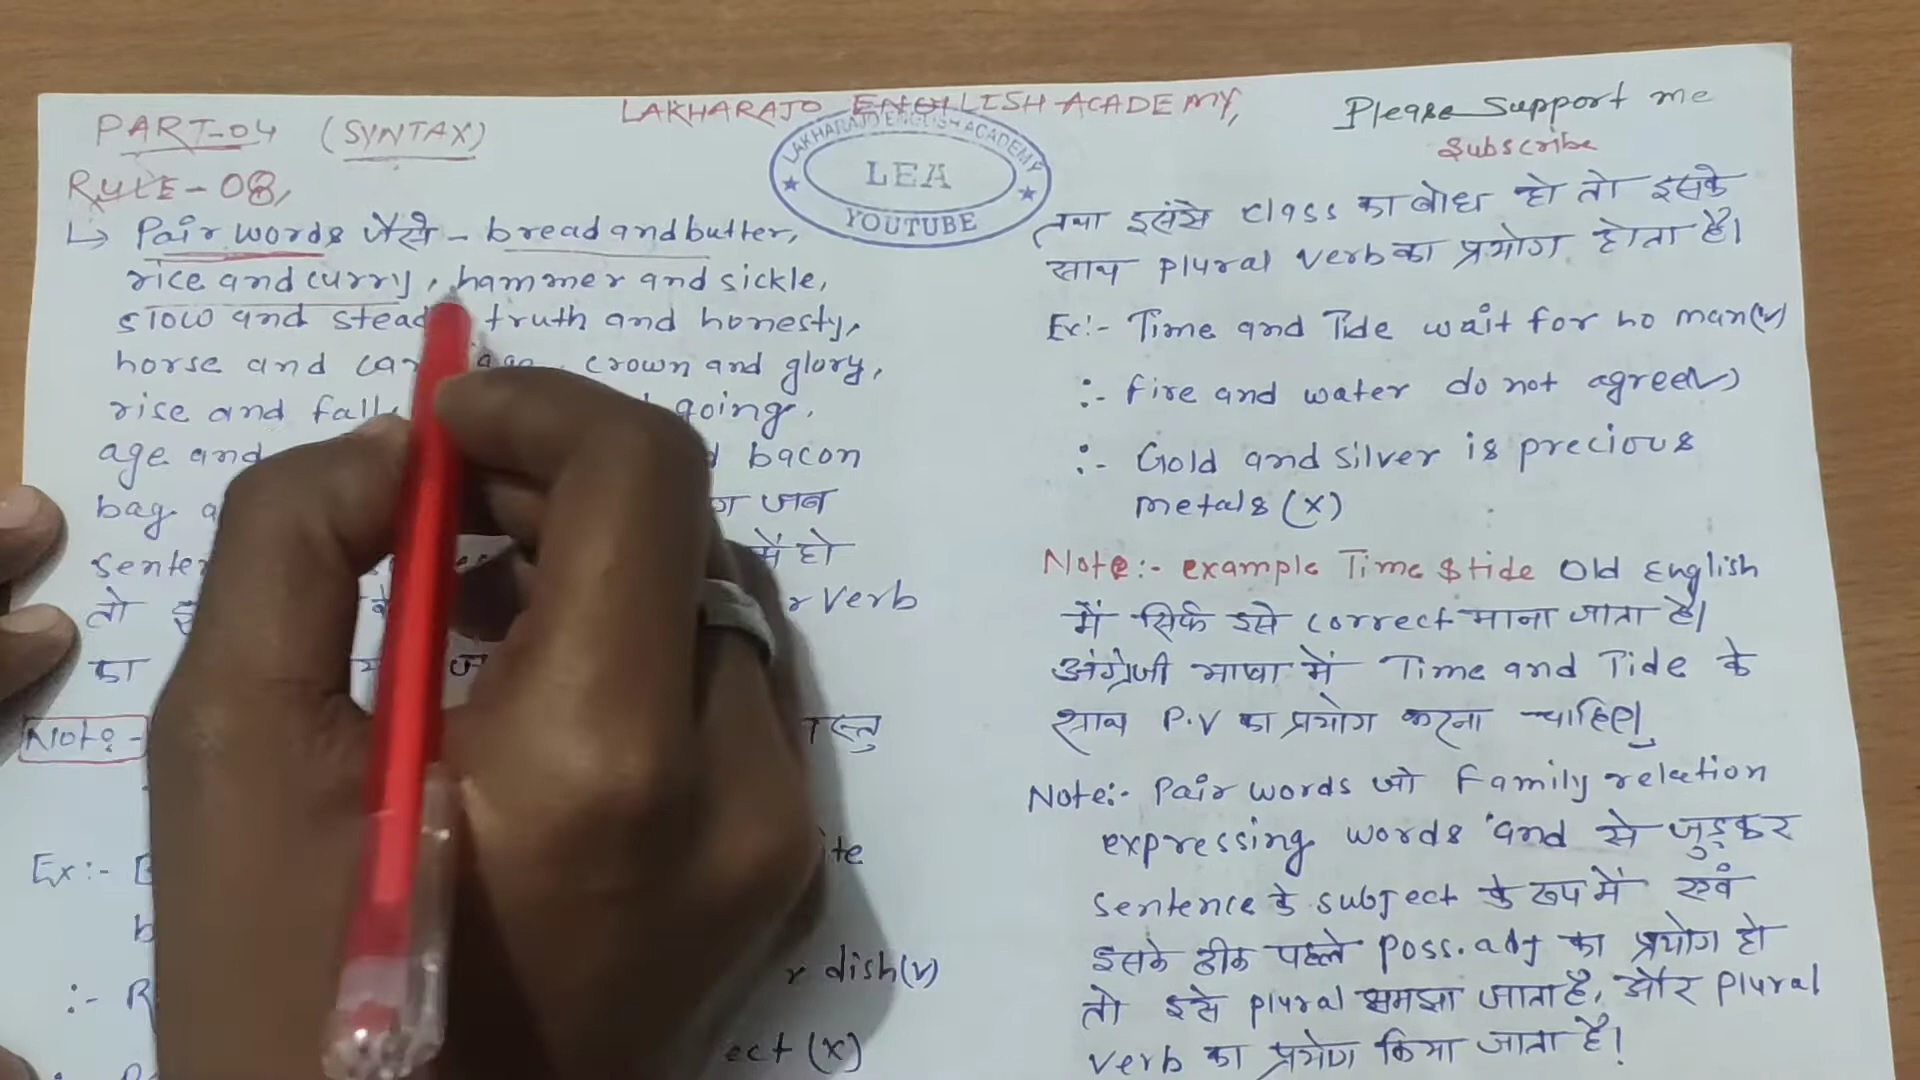 PART-04 (SYNTAX)
LAKHARAJO ENGLISH ACADEMY,
Please Support me
Subscribe
LAKHARAJO ENGLISH ACADEMY
LEA
YOUTUBE
RULE-08,
↳ Pair words जैसे - bread and butter,
rice and curry, hammer and sickle,
slow and stead truth and honesty,
horse and crown and glory,
rise and fall going,
age and bacon
bag जब
में हो
तो verb
का
Note:-
Ex:-
dish(v)
(x)
तथा इससे class का बोध हो तो इसके
साथ plural verb का प्रयोग होता है।
Ex:- Time and Tide wait for no man(v)
:- fire and water do not agree(v)
:- Gold and silver is precious
metals (x)
Note:- example Time & tide Old English
में सिर्फ इसे correct माना जाता है।
अंग्रेजी भाषा में Time and Tide के
साथ P.V का प्रयोग करना चाहिए।
Note:- Pair words जो Family relation
expressing words 'and से जुड़कर
sentence के subject के रूप में एवं
इसके ठीक पहले Poss. adj का प्रयोग हो
तो इसे plural समझा जाता है, और plural
verb का प्रयोग किया जाता है।